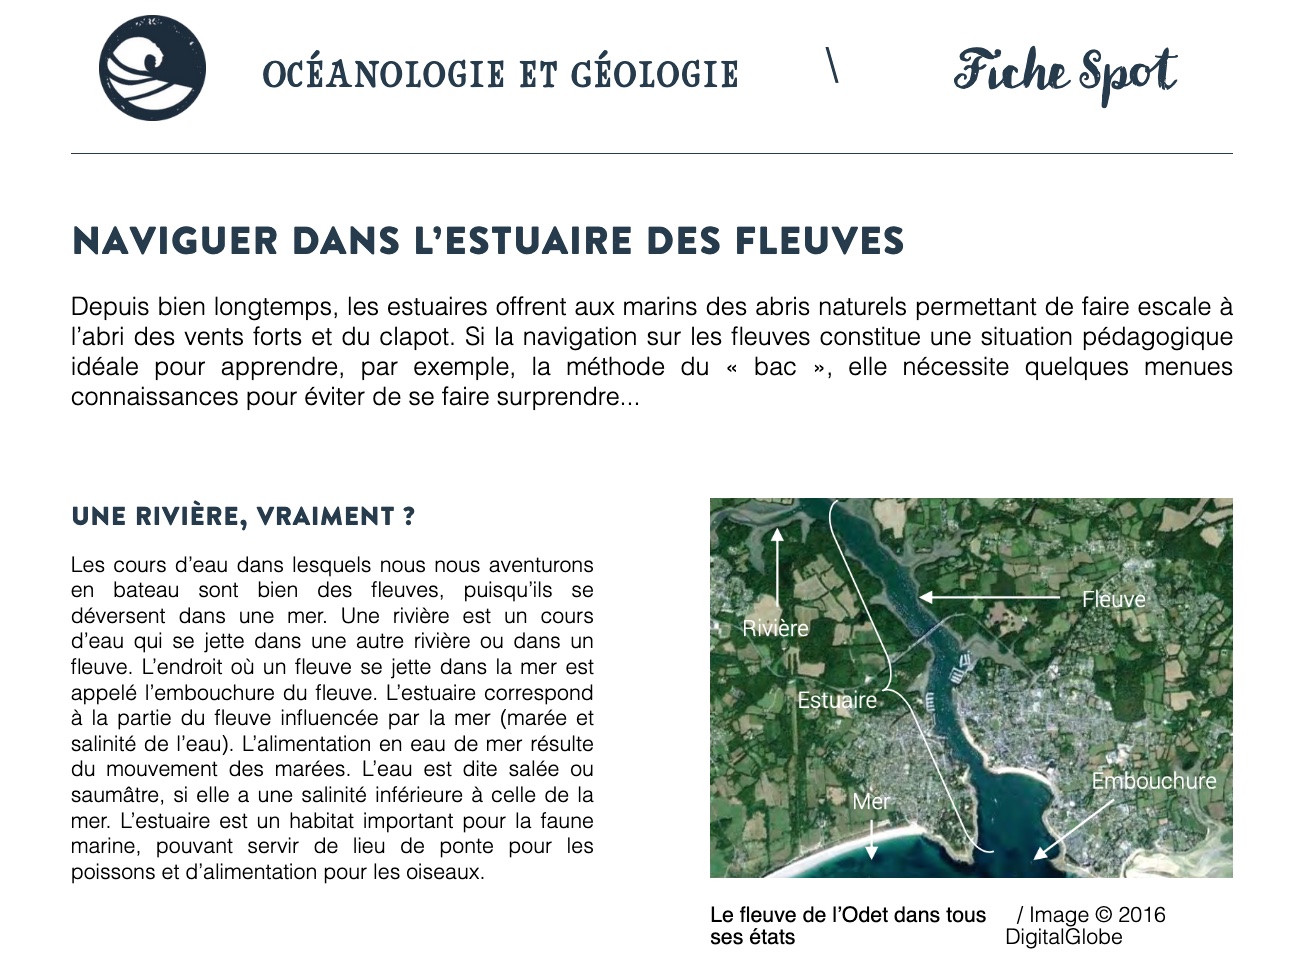 OCÉANOLOGIE ET GÉOLOGIE \ Fiche Spot
NAVIGUER DANS L'ESTUAIRE DES FLEUVES
Depuis bien longtemps, les estuaires offrent aux marins des abris naturels permettant de faire escale à
l'abri des vents forts et du clapot. Si la navigation sur les fleuves constitue une situation pédagogique
idéale pour apprendre, par exemple, la méthode du « bac », elle nécessite quelques menues
connaissances pour éviter de se faire surprendre...
UNE RIVIÈRE, VRAIMENT ?
Les cours d'eau dans lesquels nous nous aventurons
en bateau sont bien des fleuves, puisqu'ils se
déversent dans une mer. Une rivière est un cours
d'eau qui se jette dans une autre rivière ou dans un
fleuve. L'endroit où un fleuve se jette dans la mer est
appelé l'embouchure du fleuve. L'estuaire correspond
à la partie du fleuve influencée par la mer (marée et
salinité de l'eau). L'alimentation en eau de mer résulte
du mouvement des marées. L'eau est dite salée ou
saumâtre, si elle a une salinité inférieure à celle de la
mer. L'estuaire est un habitat important pour la faune
marine, pouvant servir de lieu de ponte pour les
poissons et d'alimentation pour les oiseaux.
Fleuve
Rivière
Estuaire
Embouchure
Mer
Le fleuve de l'Odet dans tous / Image © 2016
ses états DigitalGlobe